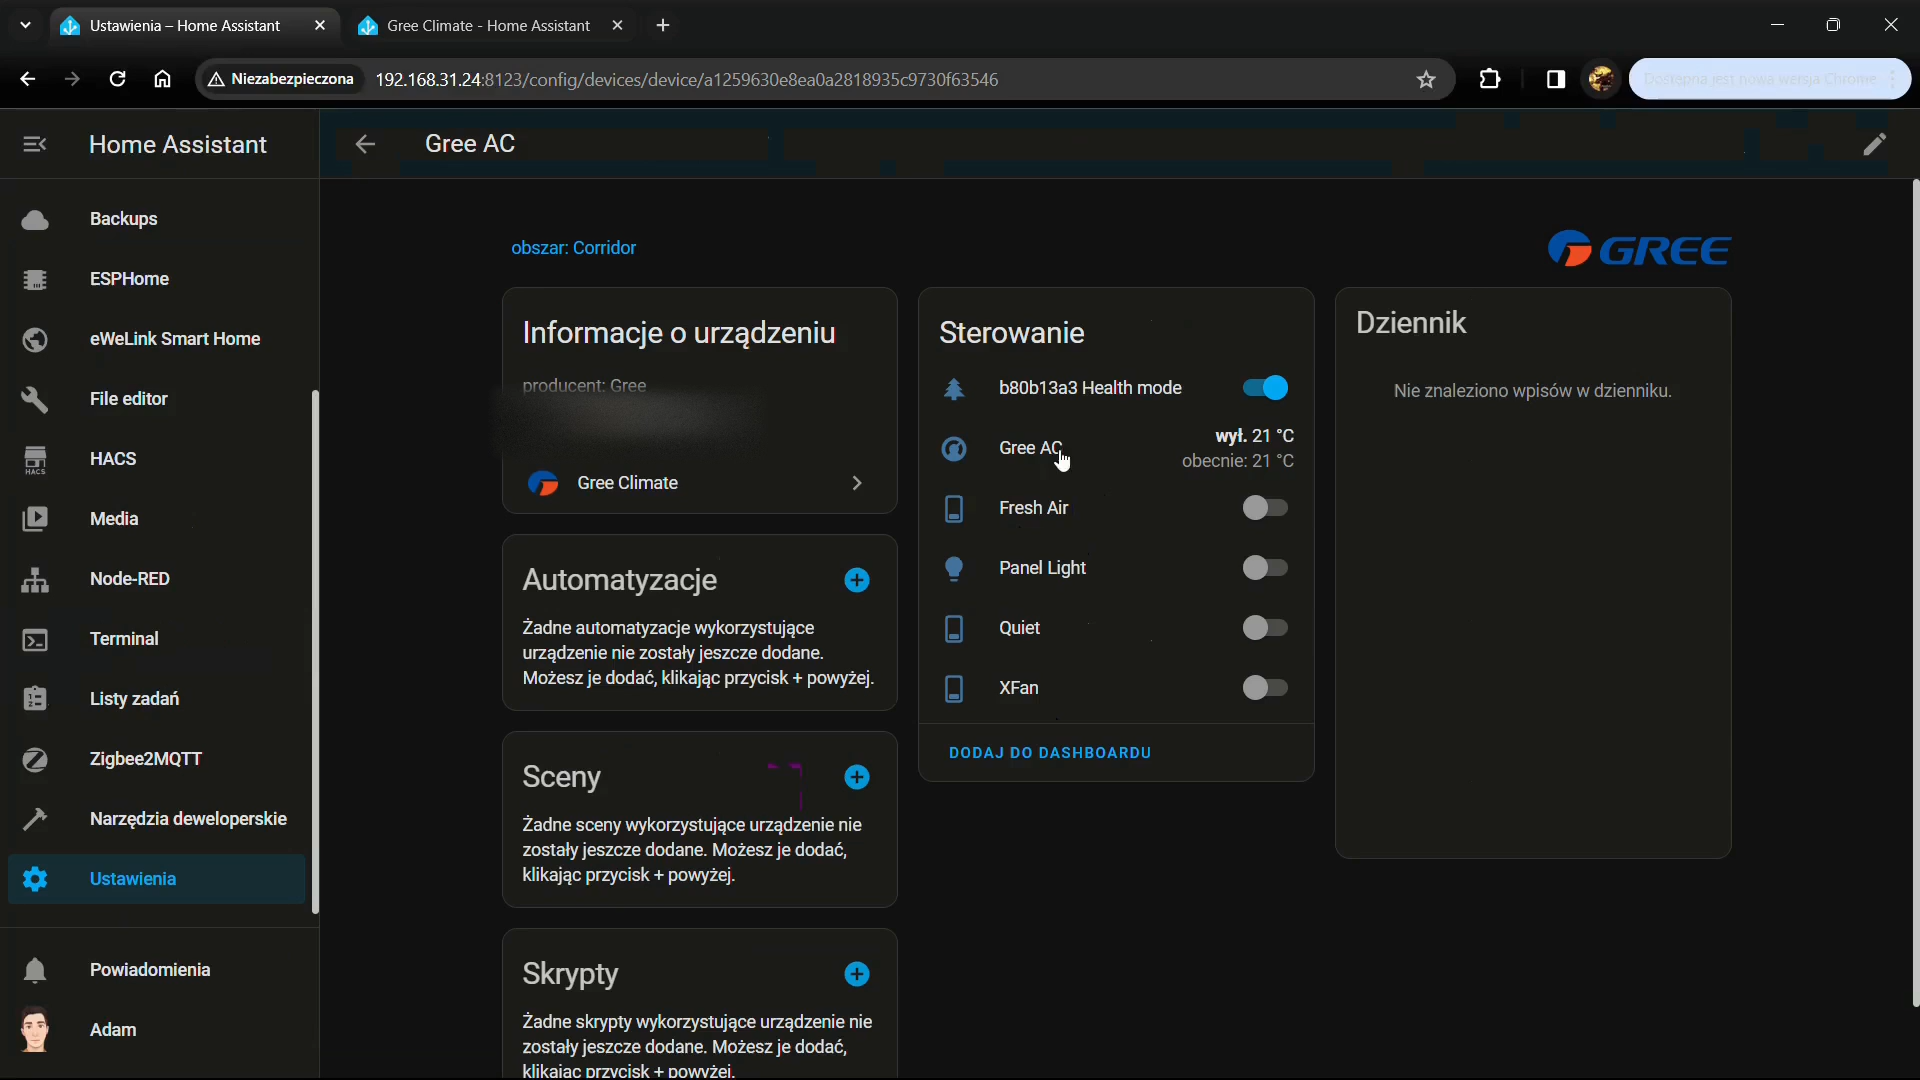 Ustawienia – Home Assistant
Gree Climate - Home Assistant
Niezabezpieczona
192.168.31.24:8123/config/devices/device/a1259630e8ea0a2818935c9730f63546
Dostępna jest nowa wersja Chrome
Home Assistant
Gree AC
Backups
ESPHome
eWeLink Smart Home
File editor
HACS
HACS
Media
Node-RED
Terminal
Listy zadań
Zigbee2MQTT
Narzędzia deweloperskie
Ustawienia
Powiadomienia
Adam
obszar: Corridor
GREE
Informacje o urządzeniu
producent: Gree
Gree Climate
Automatyzacje
Żadne automatyzacje wykorzystujące
urządzenie nie zostały jeszcze dodane.
Możesz je dodać, klikając przycisk + powyżej.
Sceny
Żadne sceny wykorzystujące urządzenie nie
zostały jeszcze dodane. Możesz je dodać,
klikając przycisk + powyżej.
Skrypty
Żadne skrypty wykorzystujące urządzenie nie
zostały jeszcze dodane. Możesz je dodać,
klikając przycisk + powyżej.
Sterowanie
b80b13a3 Health mode
Gree AC
wył. 21 °C
obecnie: 21 °C
Fresh Air
Panel Light
Quiet
XFan
DODAJ DO DASHBOARDU
Dziennik
Nie znaleziono wpisów w dzienniku.